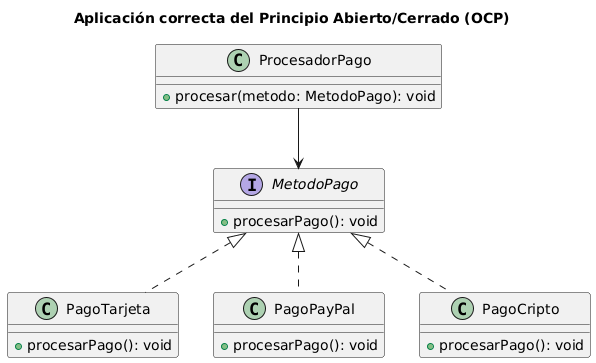 Aplicación correcta del Principio Abierto/Cerrado (OCP)
C ProcesadorPago
procesar(metodo: MetodoPago): void
I MetodoPago
procesarPago(): void
C PagoTarjeta
procesarPago(): void
C PagoPayPal
procesarPago(): void
C PagoCripto
procesarPago(): void